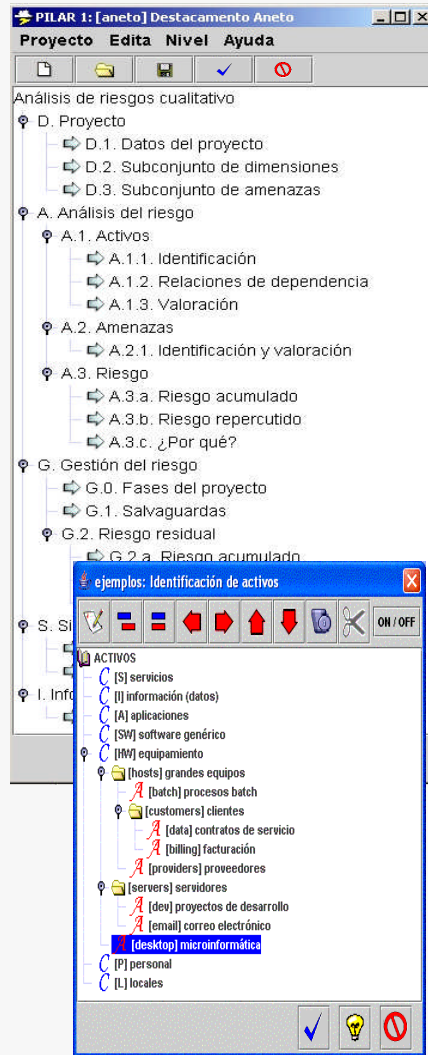 PILAR 1: [aneto] Destacamento Aneto
Proyecto Edita Nivel Ayuda
Análisis de riesgos cualitativo
D. Proyecto
D.1. Datos del proyecto
D.2. Subconjunto de dimensiones
D.3. Subconjunto de amenazas
A. Análisis del riesgo
A.1. Activos
A.1.1. Identificación
A.1.2. Relaciones de dependencia
A.1.3. Valoración
A.2. Amenazas
A.2.1. Identificación y valoración
A.3. Riesgo
A.3.a. Riesgo acumulado
A.3.b. Riesgo repercutido
A.3.c. ¿Por qué?
G. Gestión del riesgo
G.0. Fases del proyecto
G.1. Salvaguardas
G.2. Riesgo residual
G.2.a. Riesgo acumulado
S. Si
I. Info
ejemplos: Identificación de activos
ON / OFF
ACTIVOS
C [S] servicios
C [I] información (datos)
C [A] aplicaciones
C [SW] software genérico
C [HW] equipamiento
[hosts] grandes equipos
A [batch] procesos batch
[customers] clientes
A [data] contratos de servicio
A [billing] facturación
A [providers] proveedores
[servers] servidores
A [dev] proyectos de desarrollo
A [email] correo electrónico
A [desktop] microinformática
C [P] personal
C [L] locales